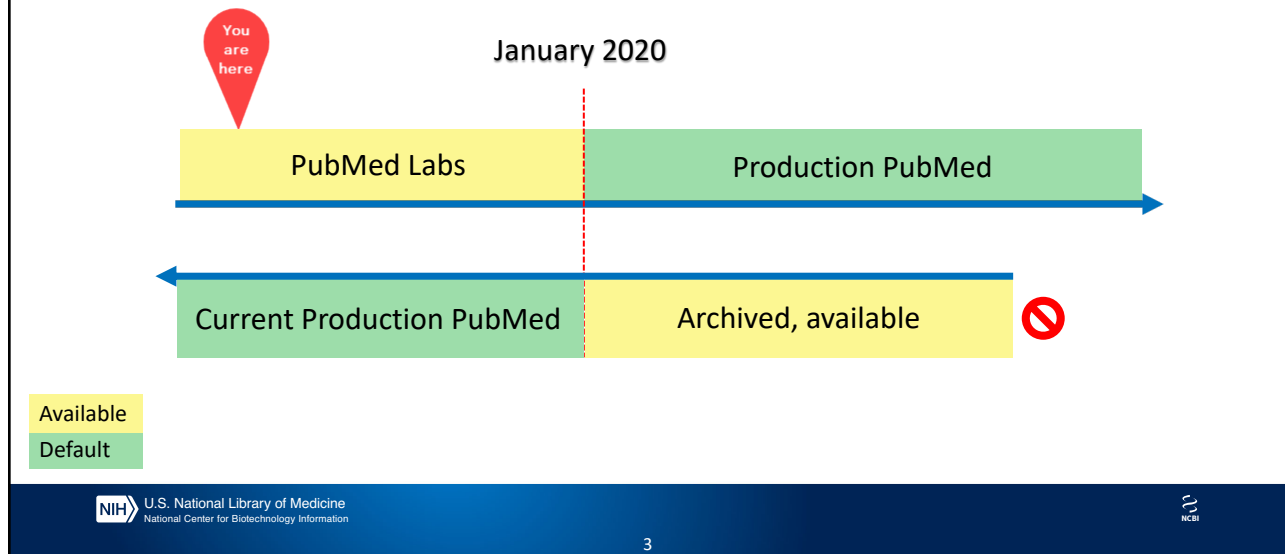 You
are
here
January 2020
PubMed Labs
Production PubMed
Current Production PubMed
Archived, available
Available
Default
NIH
U.S. National Library of Medicine
National Center for Biotechnology Information
NCBI
3